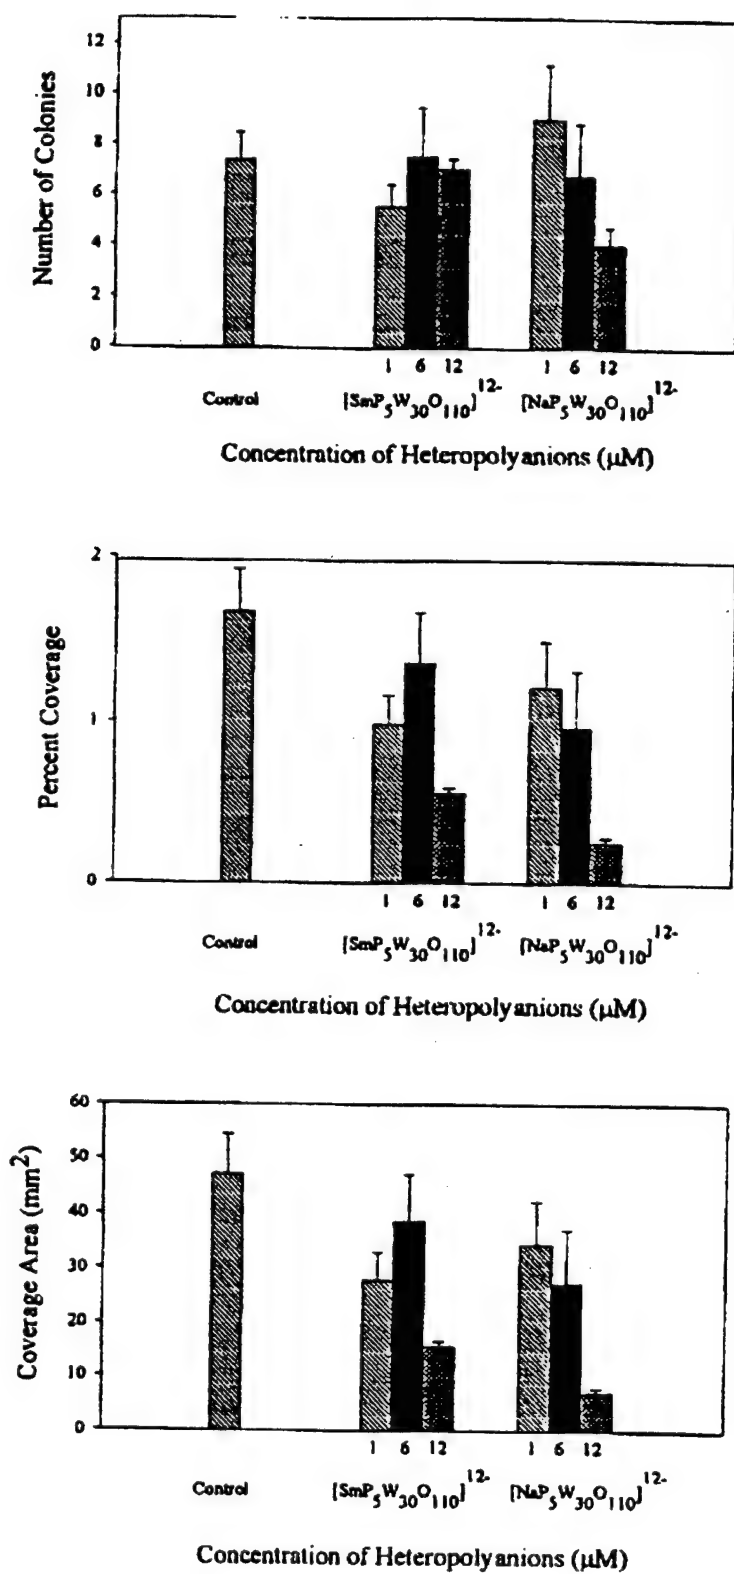 12
10
8
6
4
2
0
Number of Colonies
1 6 12 1 6 12
Control [SmP5W30O110]12- [NaP5W30O110]12-
Concentration of Heteropolyanions (μM)
2
1
0
Percent Coverage
1 6 12 1 6 12
Control [SmP5W30O110]12- [NaP5W30O110]12-
Concentration of Heteropolyanions (μM)
60
50
40
30
20
10
0
Coverage Area (mm2)
1 6 12 1 6 12
Control [SmP5W30O110]12- [NaP5W30O110]12-
Concentration of Heteropolyanions (μM)